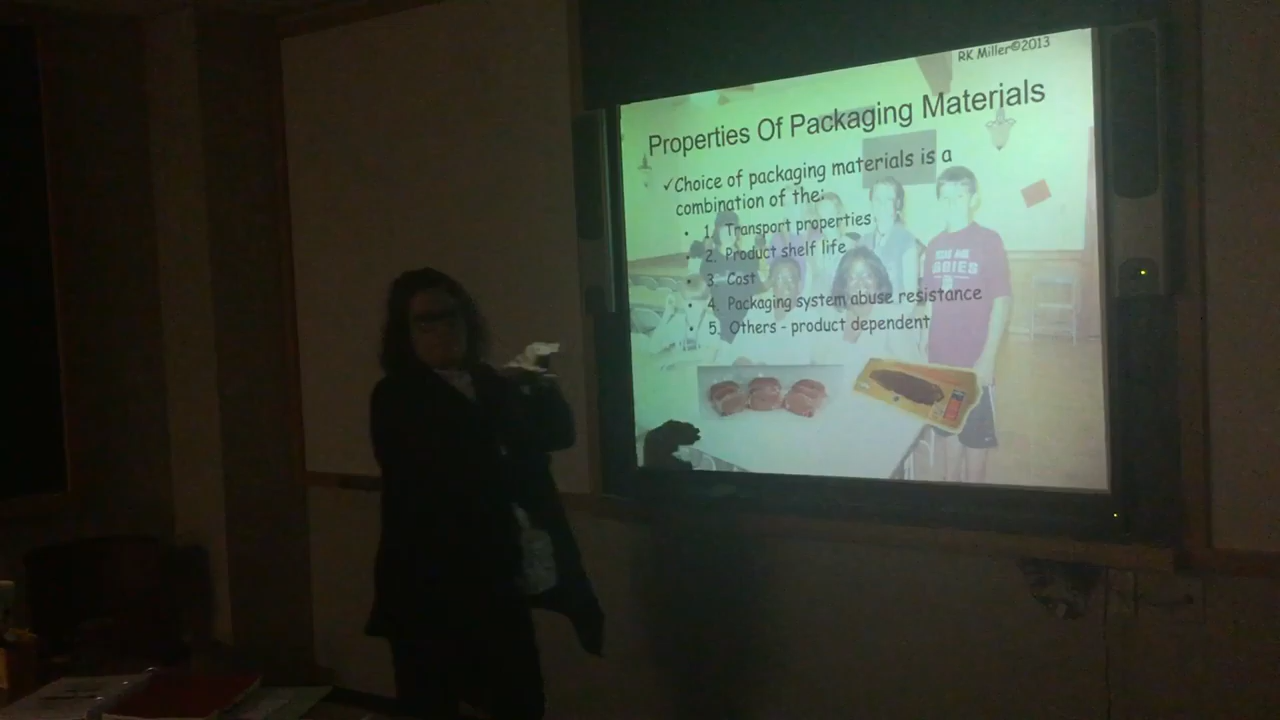 RK Miller©2013
Properties Of Packaging Materials
✓Choice of packaging materials is a
combination of the:
• 1. Transport properties
• 2. Product shelf life
• 3. Cost
• 4. Packaging system abuse resistance
• 5. Others - product dependent